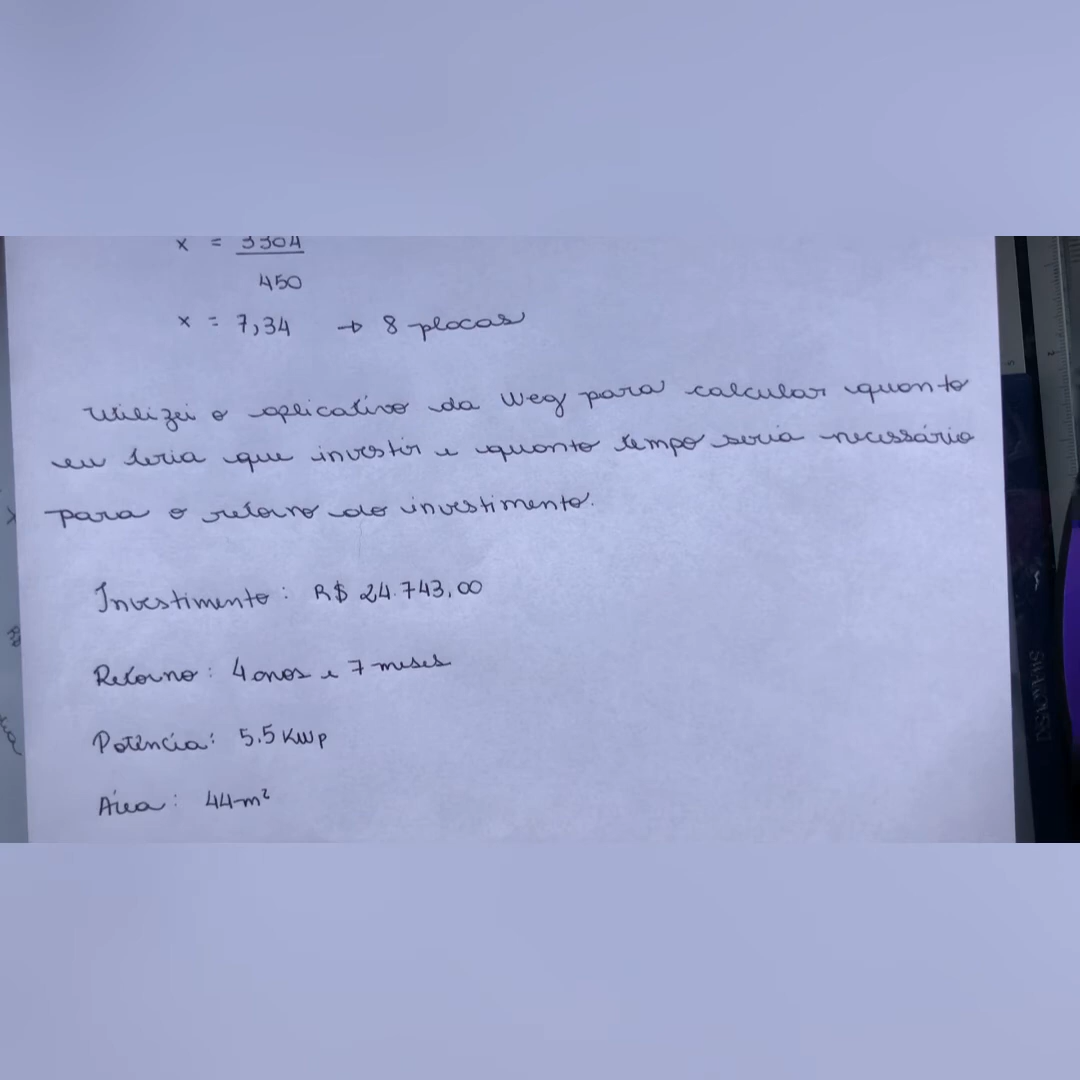 x = 3304
450
x = 7,34 → 8 placas
Utilizei o aplicativo da Weg para calcular quanto
eu teria que investir e quanto tempo seria necessário
para o retorno do investimento.
Investimento: R$ 24.743,00
Retorno: 4 anos e 7 meses
Potência: 5.5 KWp
Área: 44 m²